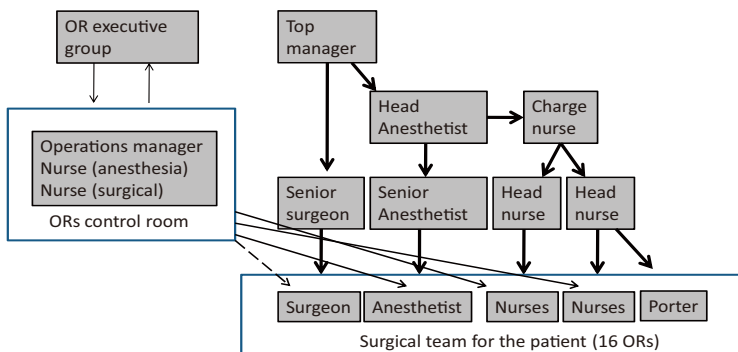 OR executive
group
Top
manager
Head
Anesthetist
Charge
nurse
Operations manager
Nurse (anesthesia)
Nurse (surgical)
ORs control room
Senior
surgeon
Senior
Anesthetist
Head
nurse
Head
nurse
Surgeon
Anesthetist
Nurses
Nurses
Porter
Surgical team for the patient (16 ORs)